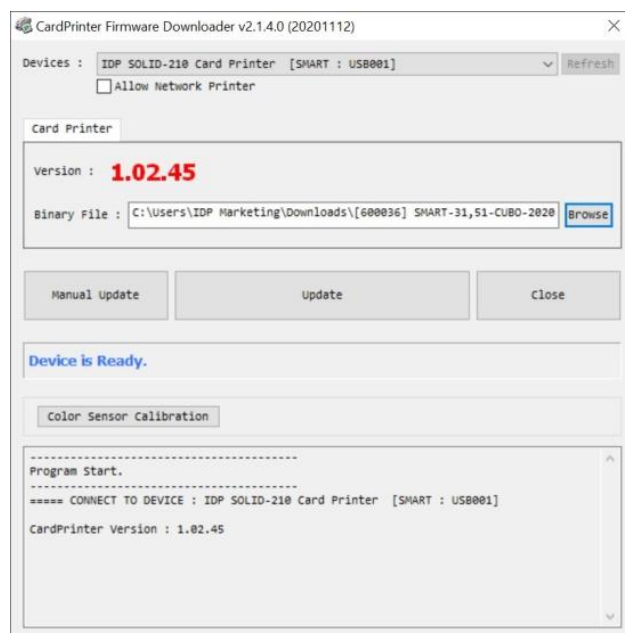 CardPrinter Firmware Downloader v2.1.4.0 (20201112)
Devices : IDP SOLID-210 Card Printer [SMART : USB001] Refresh
Allow Network Printer
Card Printer
Version : 1.02.45
Binary File : C:\Users\IDP Marketing\Downloads\[600036] SMART-31,51-CUBO-2020 Browse
Manual Update Update Close
Device is Ready.
Color Sensor Calibration
----------------------------------------
Program Start.
----------------------------------------
===== CONNECT TO DEVICE : IDP SOLID-210 Card Printer [SMART : USB001]
CardPrinter Version : 1.02.45